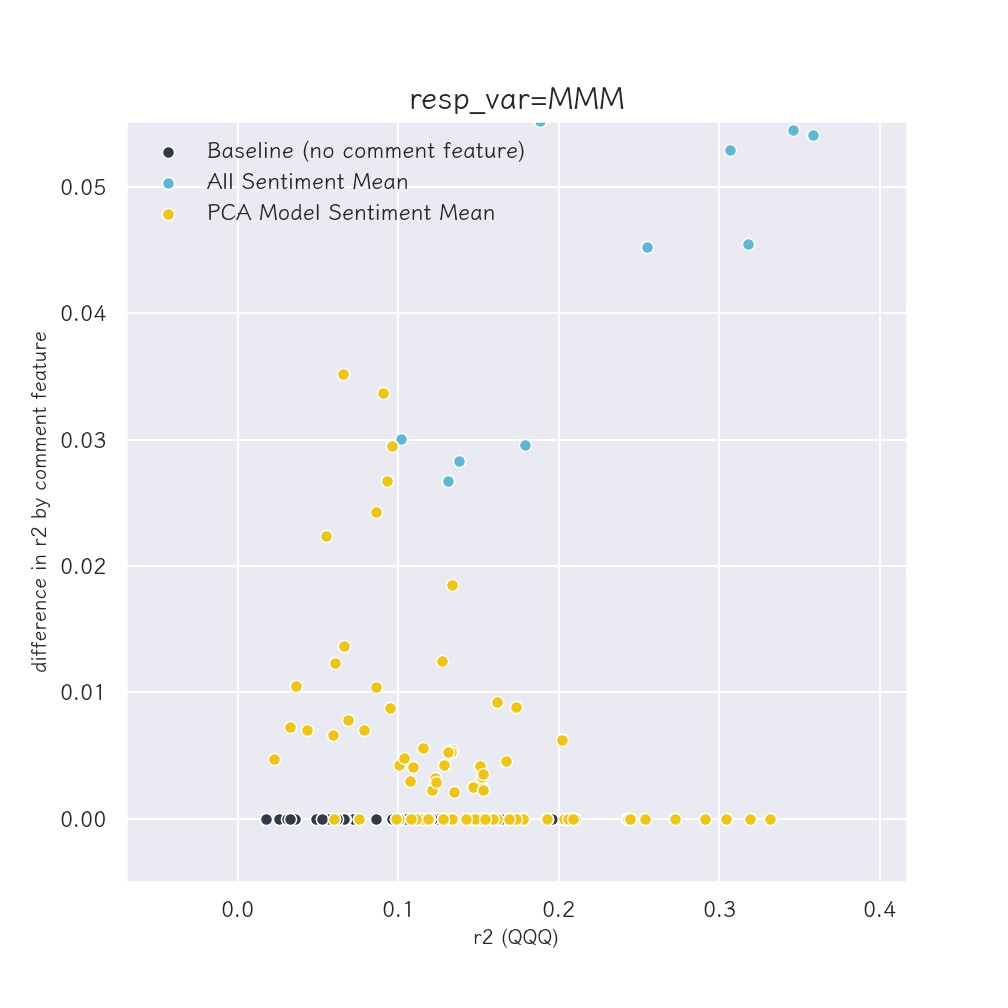 resp_var=MMM
Baseline (no comment feature)
All Sentiment Mean
PCA Model Sentiment Mean
0.05
0.04
0.03
0.02
0.01
0.00
difference in r2 by comment feature
0.0 0.1 0.2 0.3 0.4
r2 (QQQ)